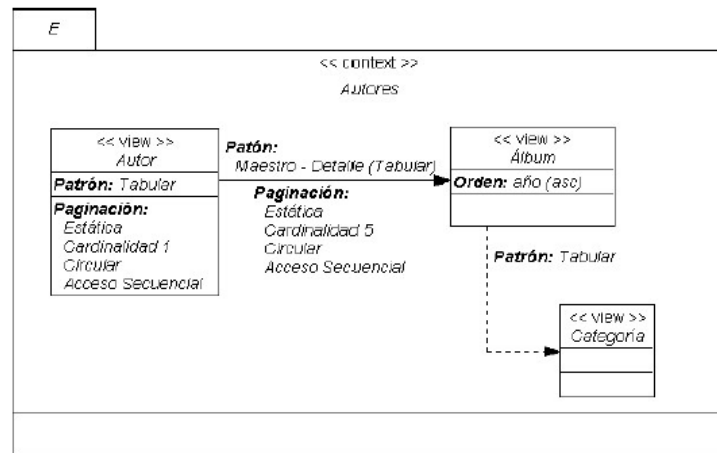 E
<< context >>
Autores
<< view >>
Autor
Patrón: Tabular
Paginación:
Estática
Cardinalidad 1
Circular
Acceso Secuencial
Patón:
Maestro - Detalle (Tabular)
Paginación:
Estática
Cardinalidad 5
Circular
Acceso Secuencial
<< view >>
Álbum
Orden: año (asc)
Patrón: Tabular
<< view >>
Categoría